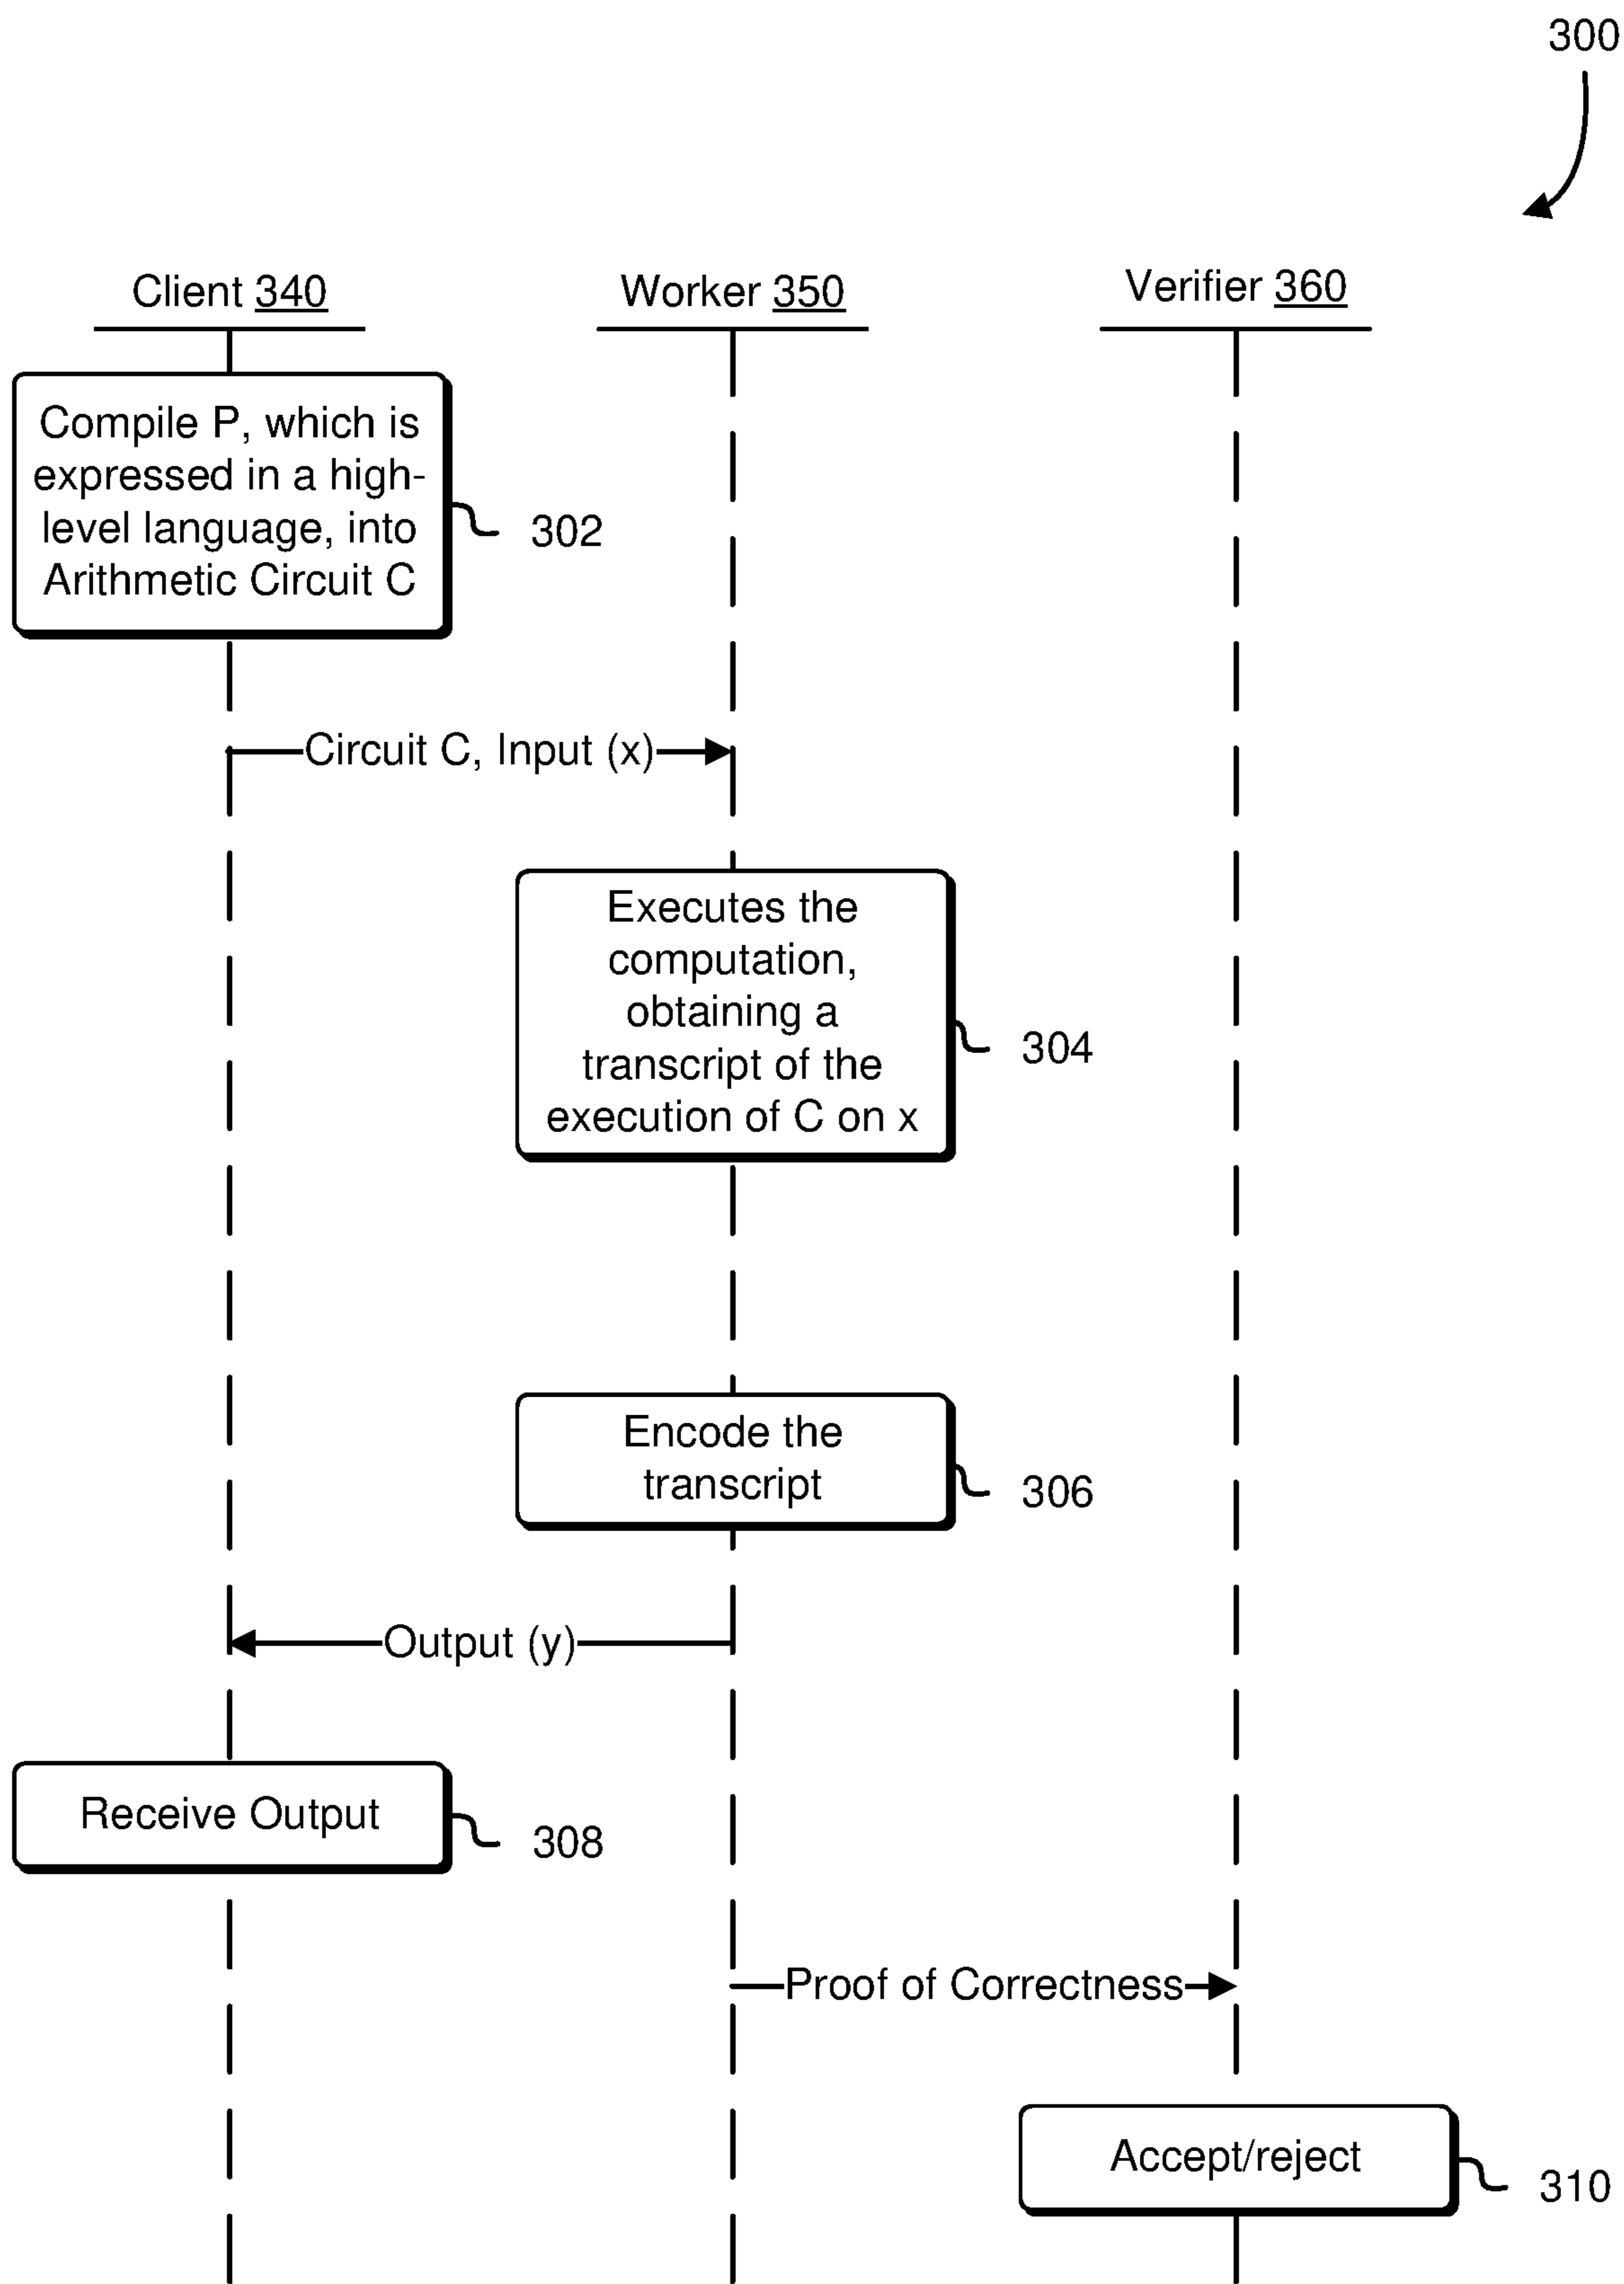 300
Client 340
Worker 350
Verifier 360
Compile P, which is
expressed in a high-
level language, into
Arithmetic Circuit C
302
Circuit C, Input (x)
Executes the
computation,
obtaining a
transcript of the
execution of C on x
304
Encode the
transcript
306
Output (y)
Receive Output
308
Proof of Correctness
Accept/reject
310